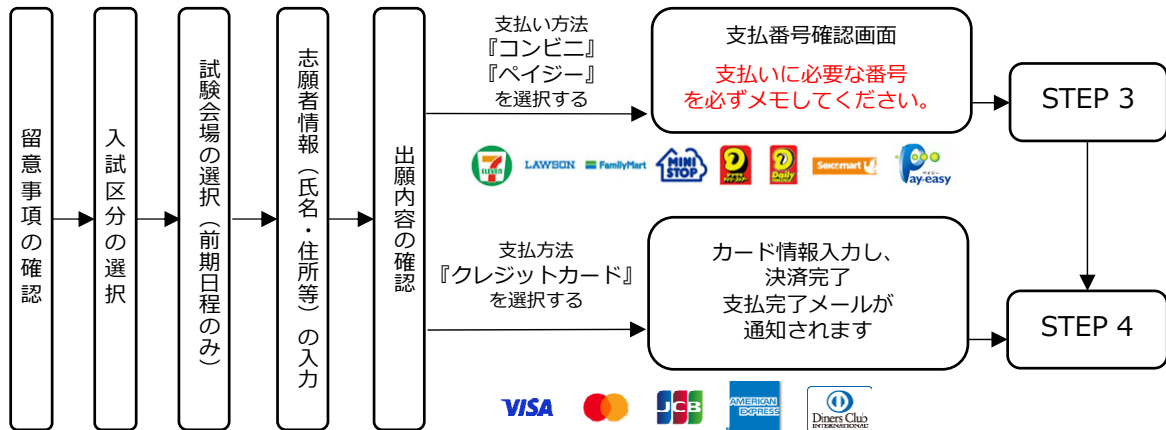 留意事項の確認
入試区分の選択
試験会場の選択（前期日程のみ）
志願者情報（氏名・住所等）の入力
出願内容の確認
支払い方法
『コンビニ』
『ペイジー』
を選択する
支払番号確認画面
支払いに必要な番号
を必ずメモしてください。
STEP 3
7
ELEVEN
LAWSON
FamilyMart
MINI
STOP
Daily
Seicomart
ペイジー
Pay-easy
支払方法
『クレジットカード』
を選択する
カード情報入力し、
決済完了
支払完了メールが
通知されます
STEP 4
VISA
JCB
AMERICAN
EXPRESS
Diners Club
INTERNATIONAL